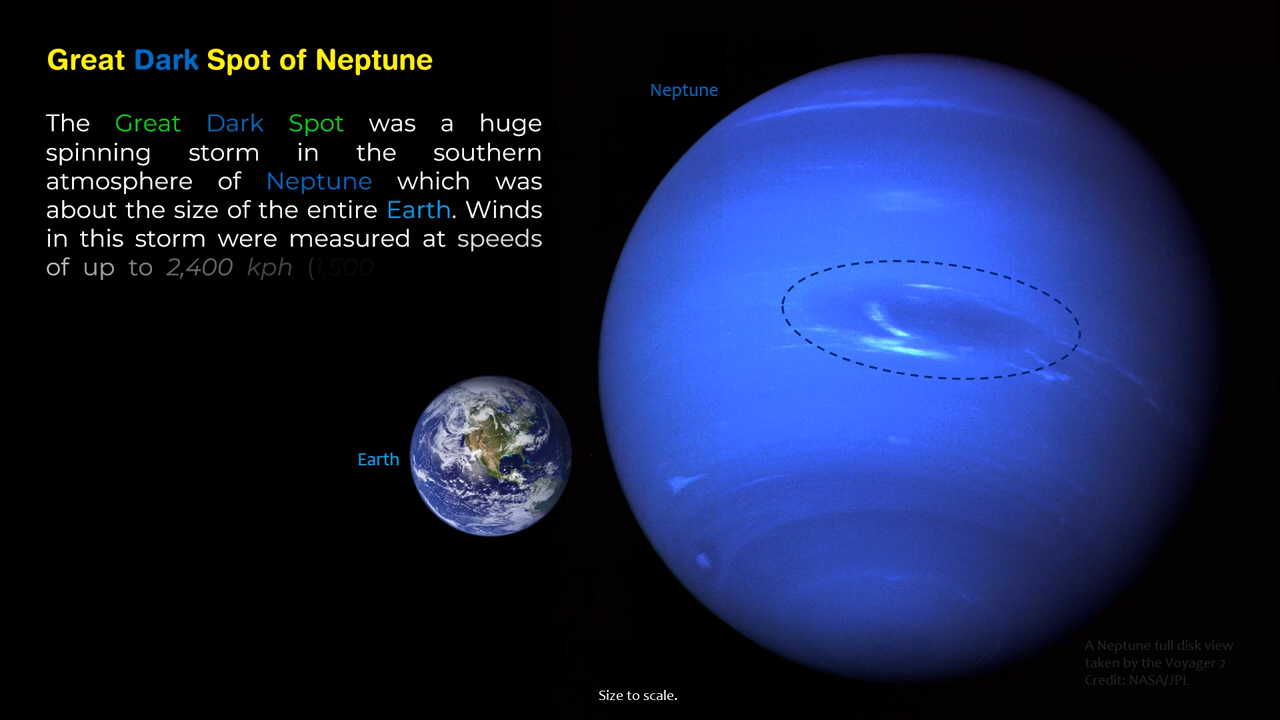 Great Dark Spot of Neptune
The Great Dark Spot was a huge
spinning storm in the southern
atmosphere of Neptune which was
about the size of the entire Earth. Winds
in this storm were measured at speeds
of up to 2,400 kph (1,500
Neptune
Earth
A Neptune full disk view
taken by the Voyager 2
Credit: NASA/JPL
Size to scale.